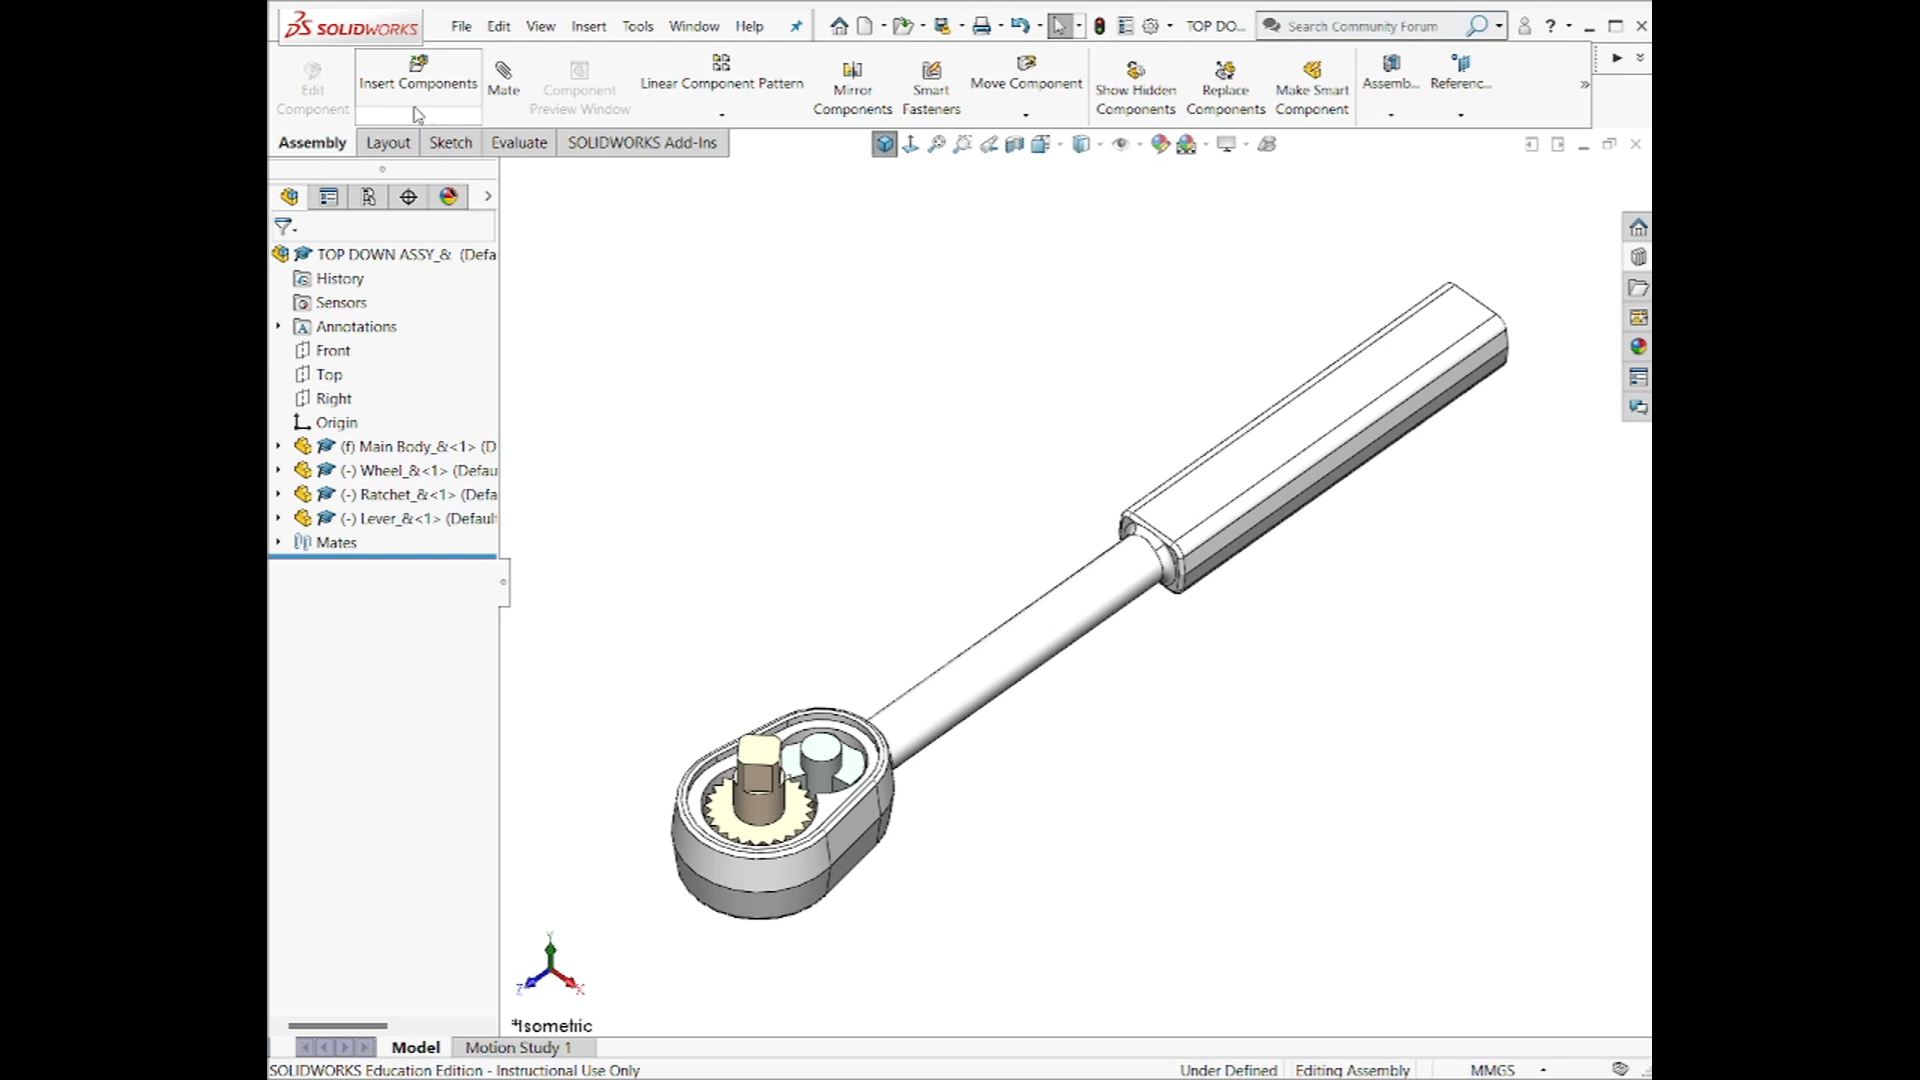 SOLIDWORKS File Edit View Insert Tools Window Help TOP DO... Search Community Forum ?
Edit Component
Insert Components
Mate
Component Preview Window
Linear Component Pattern
Mirror Components
Smart Fasteners
Move Component
Show Hidden Components
Replace Components
Make Smart Component
Assemb...
Referenc...
Assembly Layout Sketch Evaluate SOLIDWORKS Add-Ins
TOP DOWN ASSY_& (Defa
History
Sensors
Annotations
Front
Top
Right
Origin
(f) Main Body_&<1> (D
(-) Wheel_&<1> (Defau
(-) Ratchet_&<1> (Defa
(-) Lever_&<1> (Default
Mates
Y
Z X
*Isometric
Model Motion Study 1
SOLIDWORKS Education Edition - Instructional Use Only Under Defined Editing Assembly MMGS